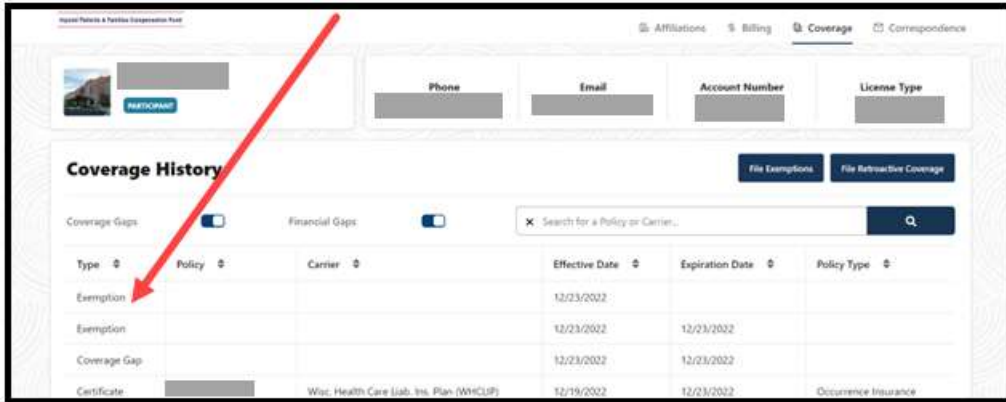 Injured Patients & Families Compensation Fund
Affiliations $ Billing Coverage Correspondence
PARTICIPANT
Phone Email Account Number License Type
Coverage History
File Exemptions File Retroactive Coverage
Coverage Gaps Financial Gaps × Search for a Policy or Carrier...
Type Policy Carrier Effective Date Expiration Date Policy Type
Exemption 12/23/2022
Exemption 12/23/2022 12/23/2022
Coverage Gap 12/23/2022 12/23/2022
Certificate Wisc. Health Care Liab. Ins. Plan (WHCLIP) 12/19/2022 12/23/2022 Occurrence Insurance